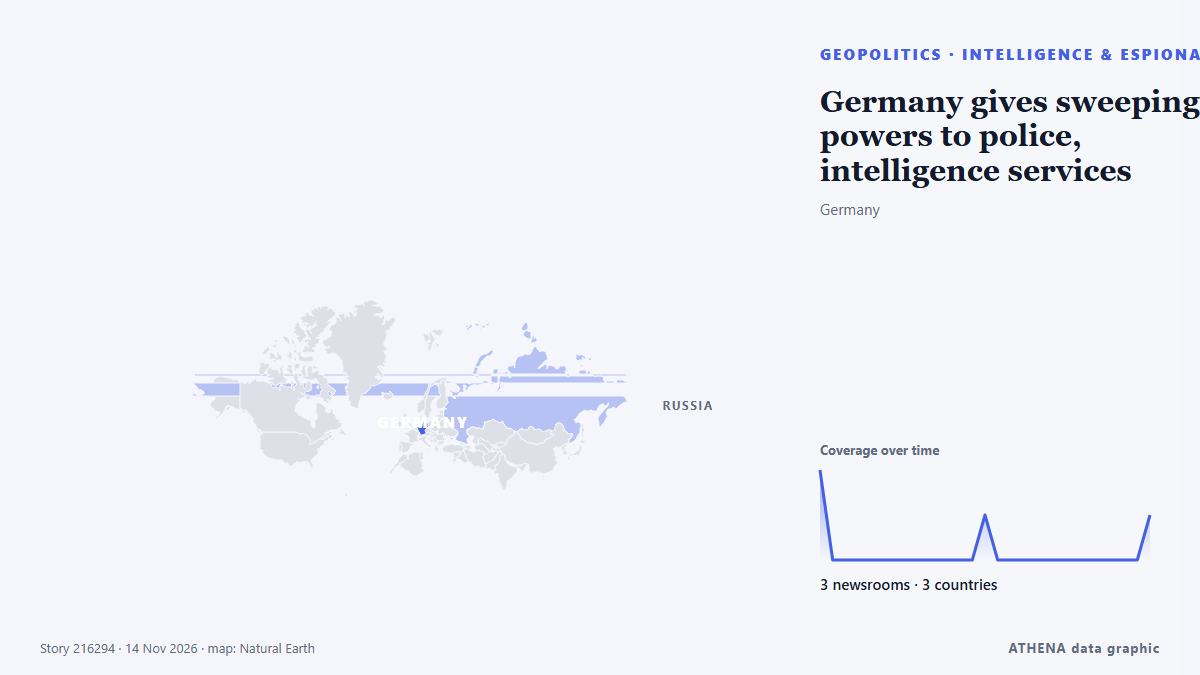 GEOPOLITICS · INTELLIGENCE & ESPIONA
Germany gives sweeping
powers to police,
intelligence services
Germany
RUSSIA
GERMANY
Coverage over time
3 newsrooms · 3 countries
Story 216294 · 14 Nov 2026 · map: Natural Earth
ATHENA data graphic